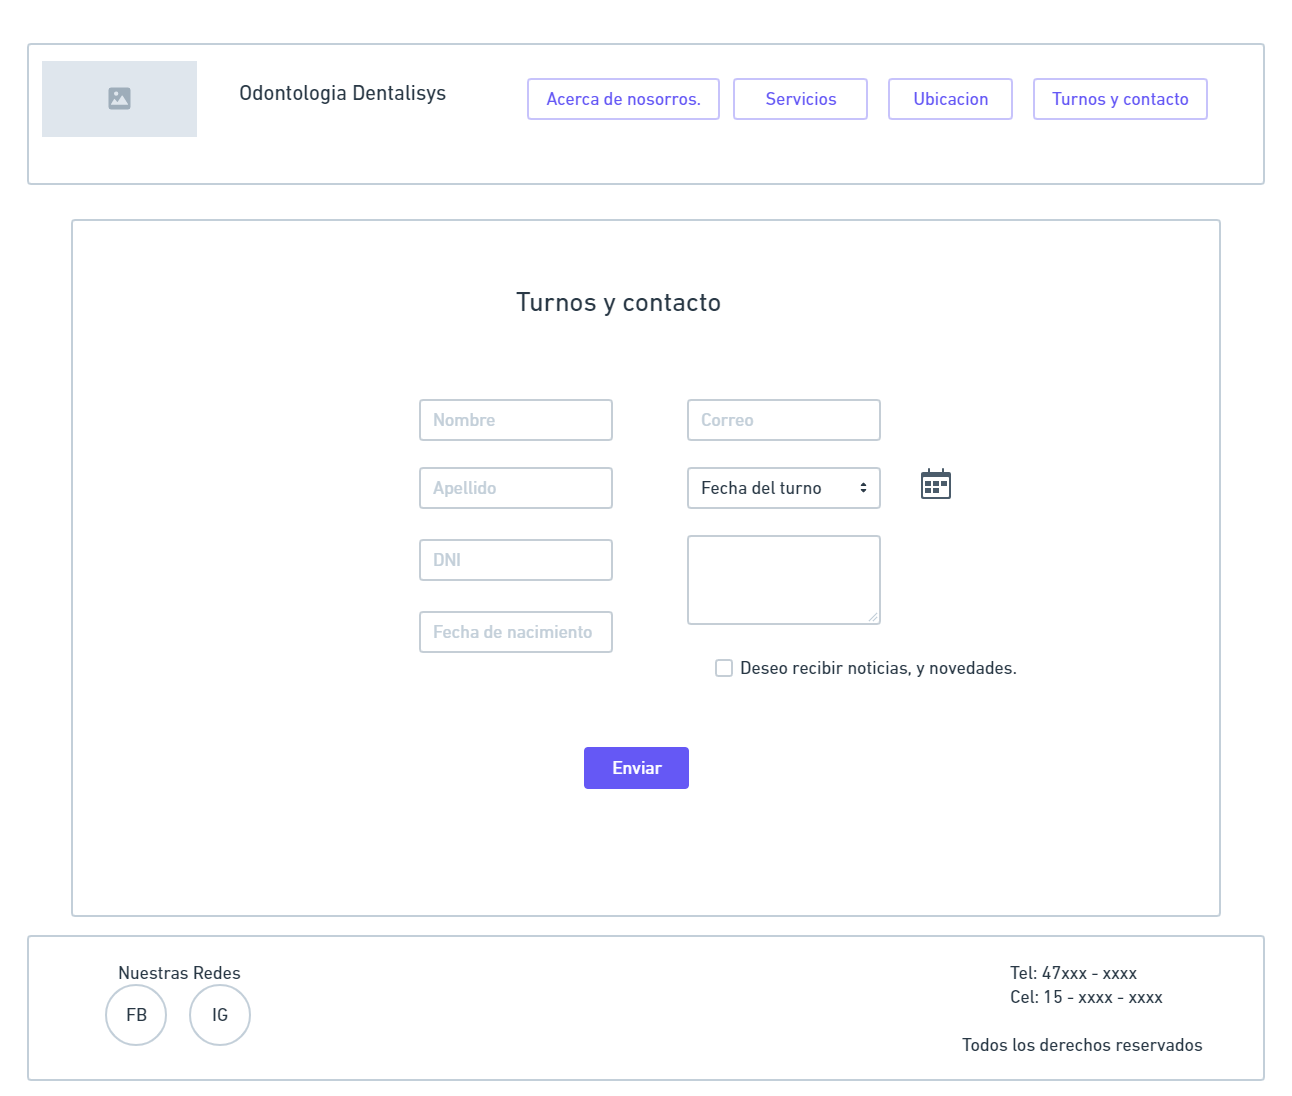 Odontologia Dentalisys
Acerca de nosorros.
Servicios
Ubicacion
Turnos y contacto
Turnos y contacto
Nombre
Correo
Apellido
Fecha del turno
DNI
Fecha de nacimiento
Deseo recibir noticias, y novedades.
Enviar
Nuestras Redes
FB
IG
Tel: 47xxx - xxxx
Cel: 15 - xxxx - xxxx
Todos los derechos reservados